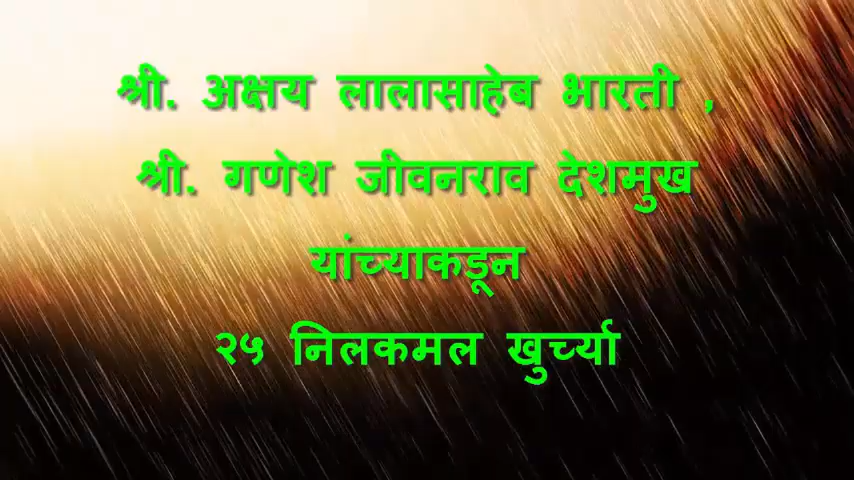 श्री. अक्षय लालासाहेब भारती ,
श्री. गणेश जीवनराव देशमुख
यांच्याकडून
२५ निलकमल खुर्च्या